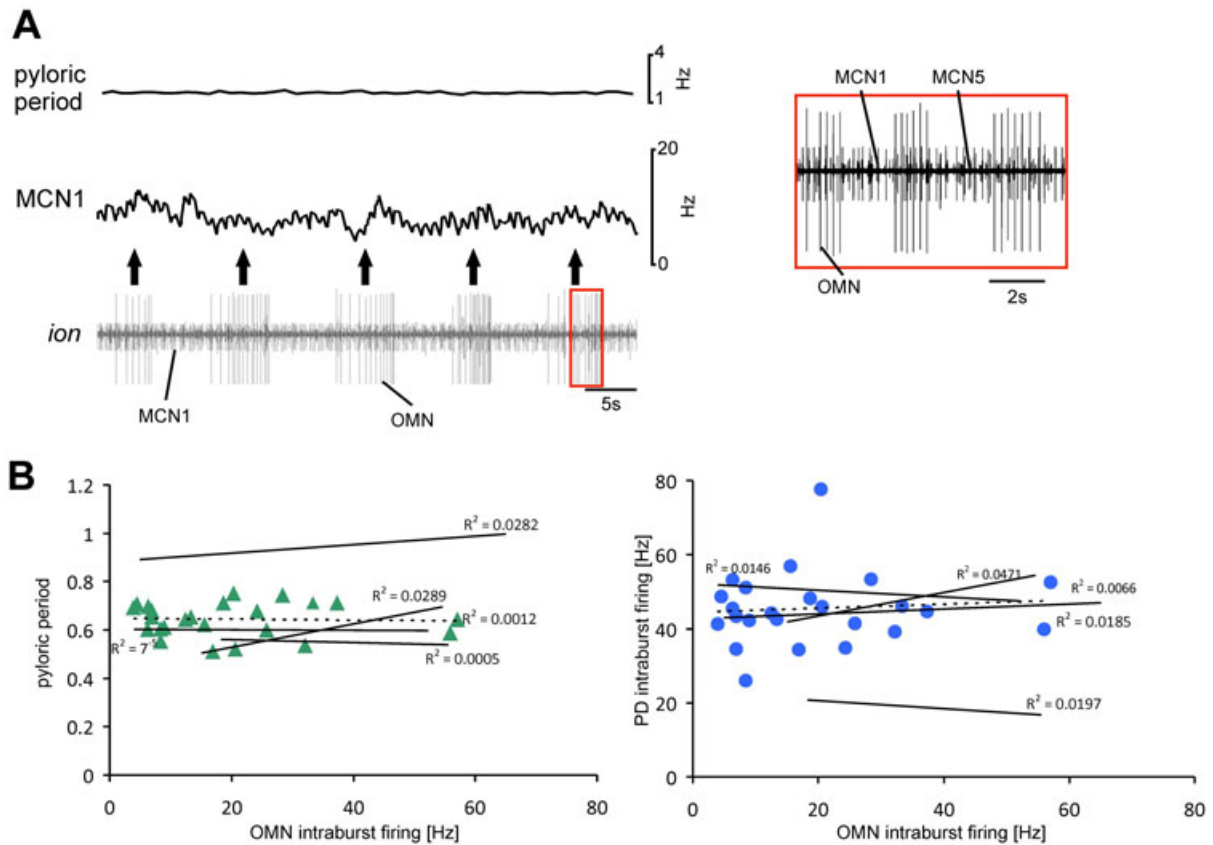 A
pyloric
period
4
Hz
1
MCN1
20
Hz
0
ion
MCN1
OMN
5s
MCN1
MCN5
OMN
2s
B
1.2
1
0.8
0.6
0.4
0.2
0
R² = 0.0282
R² = 0.0289
R² = 0.0012
R² = 0.0005
pyloric period
0 20 40 60 80
OMN intraburst firing [Hz]
80
60
40
20
0
R² = 0.0146
R² = 0.0471
R² = 0.0066
R² = 0.0185
R² = 0.0197
PD intraburst firing [Hz]
0 20 40 60 80
OMN intraburst firing [Hz]